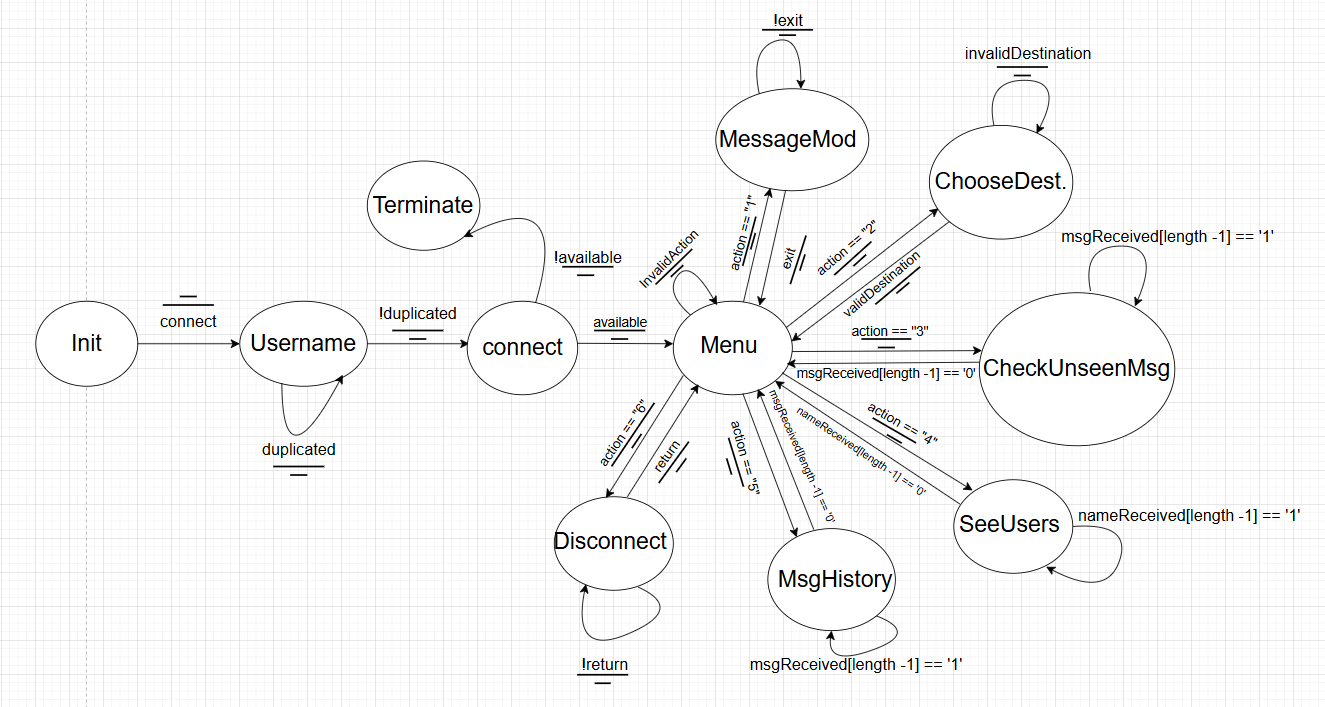 !exit
invalidDestination
MessageMod
ChooseDest.
Terminate
action == "1"
exit
action == "2"
validDestination
msgReceived[length -1] == '1'
InvalidAction
!available
connect
!duplicated
available
action == "3"
Init
Username
connect
Menu
CheckUnseenMsg
msgReceived[length -1] == '0'
duplicated
action == "6"
return
action == "5"
msgReceived[length -1] == '0'
nameReceived[length -1] == '0'
action == "4"
SeeUsers
nameReceived[length -1] == '1'
Disconnect
MsgHistory
!return
msgReceived[length -1] == '1'